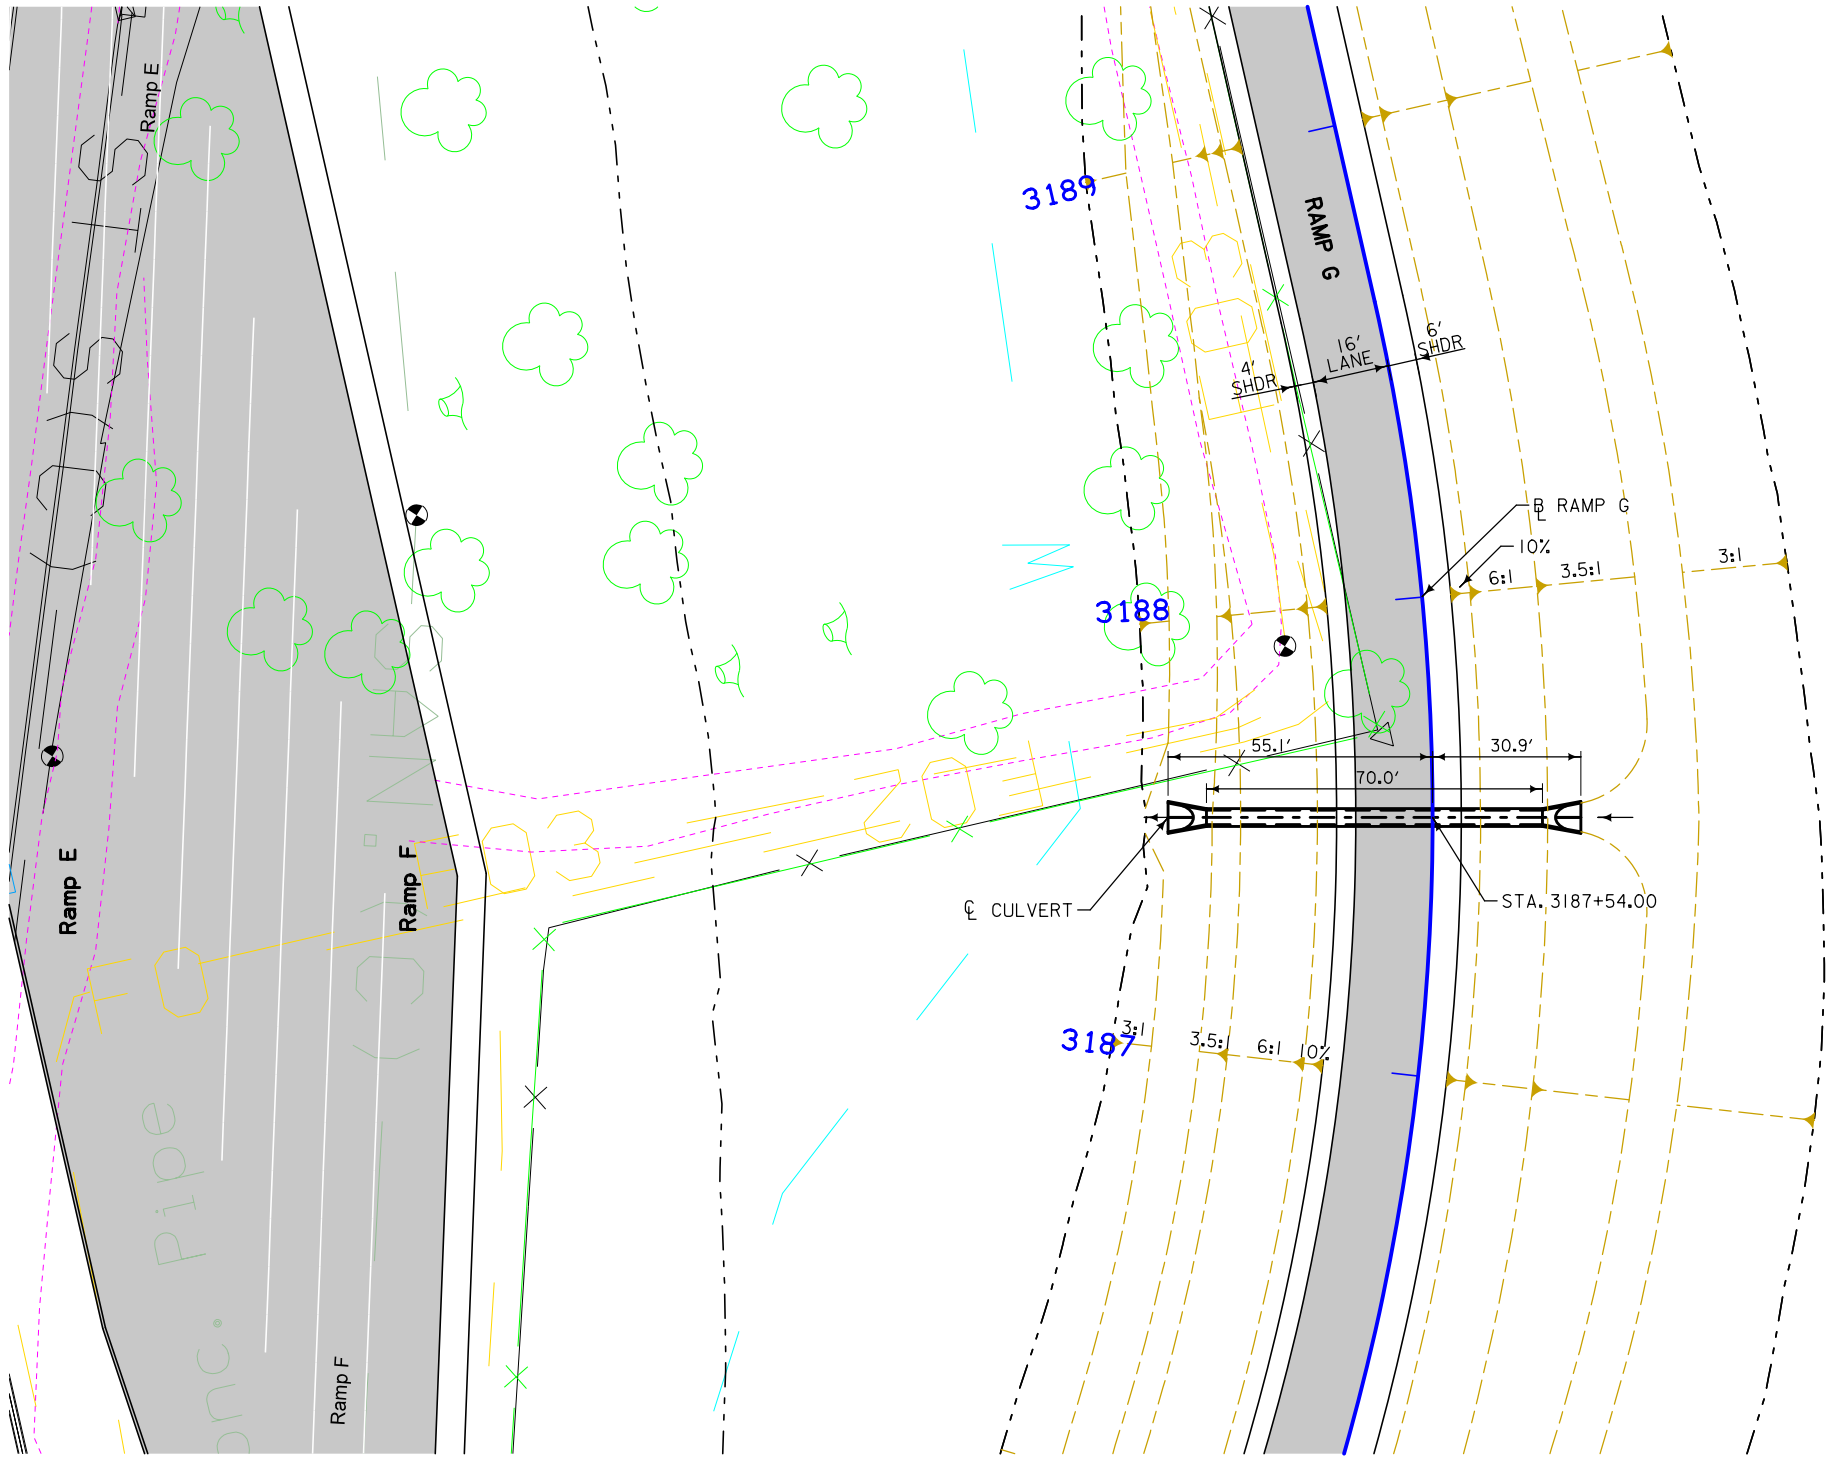 Ramp E
3189
RAMP G
6'
SHDR
16'
LANE
4'
SHDR
BL RAMP G
10%
6:1
3.5:1
3:1
3188
55.1'
30.9'
70.0'
Ramp E
Ramp F
℄ CULVERT
STA. 3187+54.00
3187
3:1
3.5:1
6:1
10%
Pipe
onc.
Ramp F